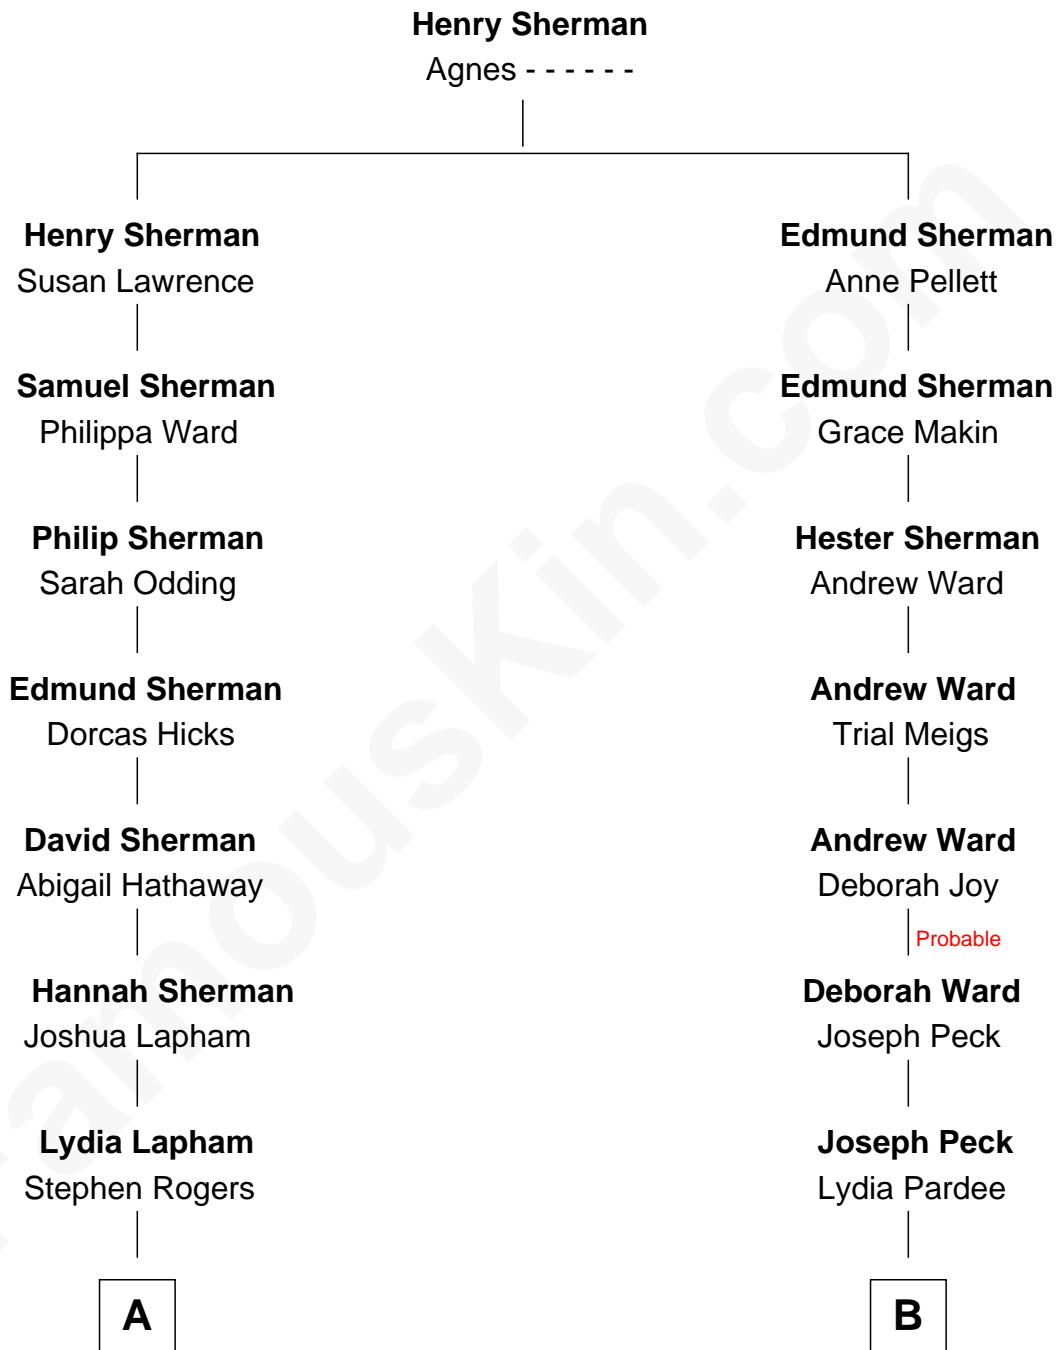 Henry Sherman
Agnes - - - - - -
Henry Sherman
Susan Lawrence
Samuel Sherman
Philippa Ward
Philip Sherman
Sarah Odding
Edmund Sherman
Dorcas Hicks
David Sherman
Abigail Hathaway
Hannah Sherman
Joshua Lapham
Lydia Lapham
Stephen Rogers
A
Edmund Sherman
Anne Pellett
Edmund Sherman
Grace Makin
Hester Sherman
Andrew Ward
Andrew Ward
Trial Meigs
Andrew Ward
Deborah Joy
Probable
Deborah Ward
Joseph Peck
Joseph Peck
Lydia Pardee
B
FamousKin.com